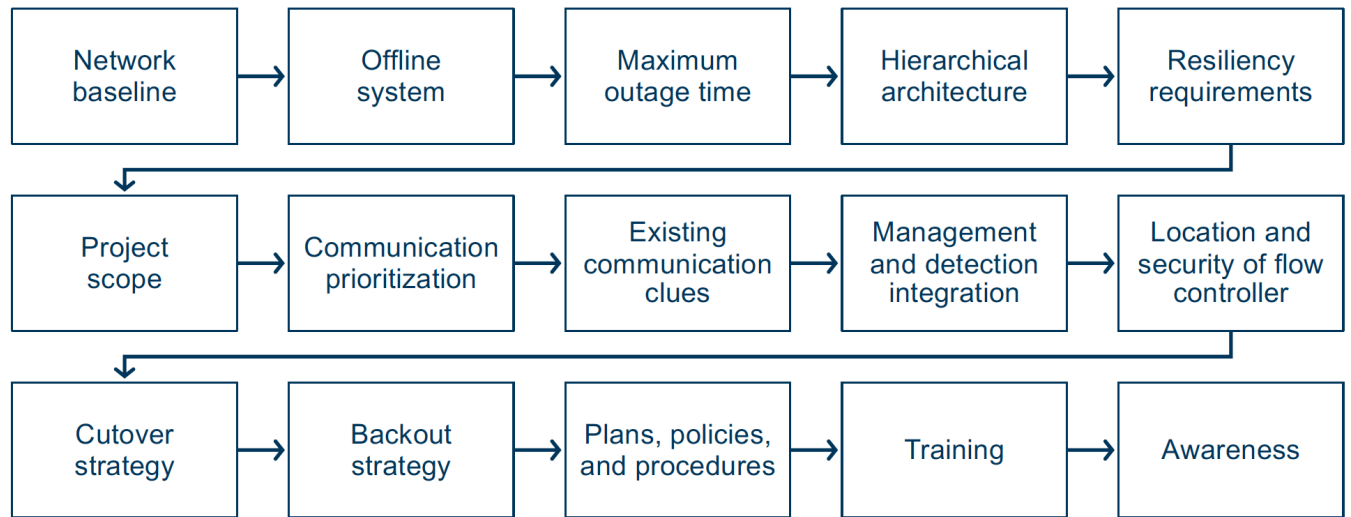 Network
baseline
Offline
system
Maximum
outage time
Hierarchical
architecture
Resiliency
requirements
Project
scope
Communication
prioritization
Existing
communication
clues
Management
and detection
integration
Location and
security of flow
controller
Cutover
strategy
Backout
strategy
Plans, policies,
and procedures
Training
Awareness